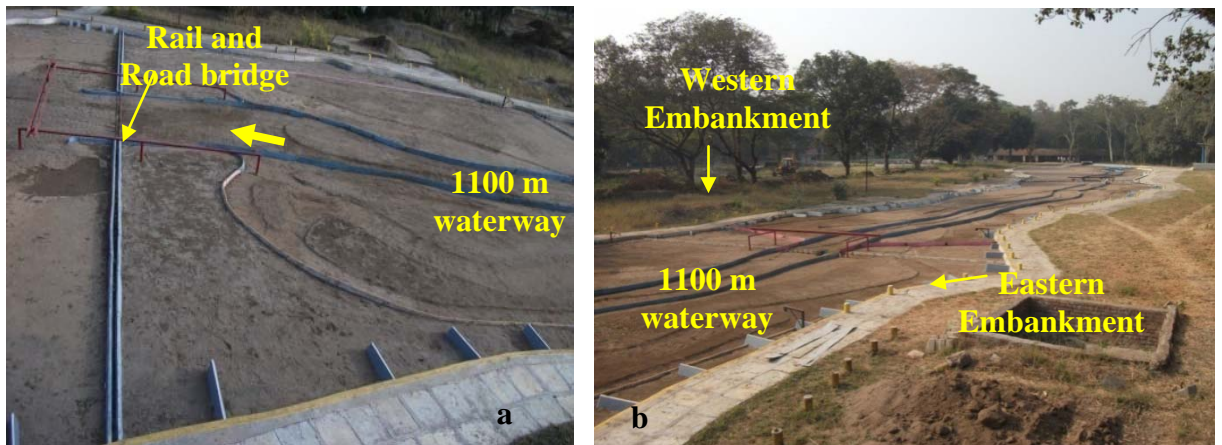 Rail and
Road bridge
1100 m
waterway
a
Western
Embankment
1100 m
waterway
Eastern
Embankment
b